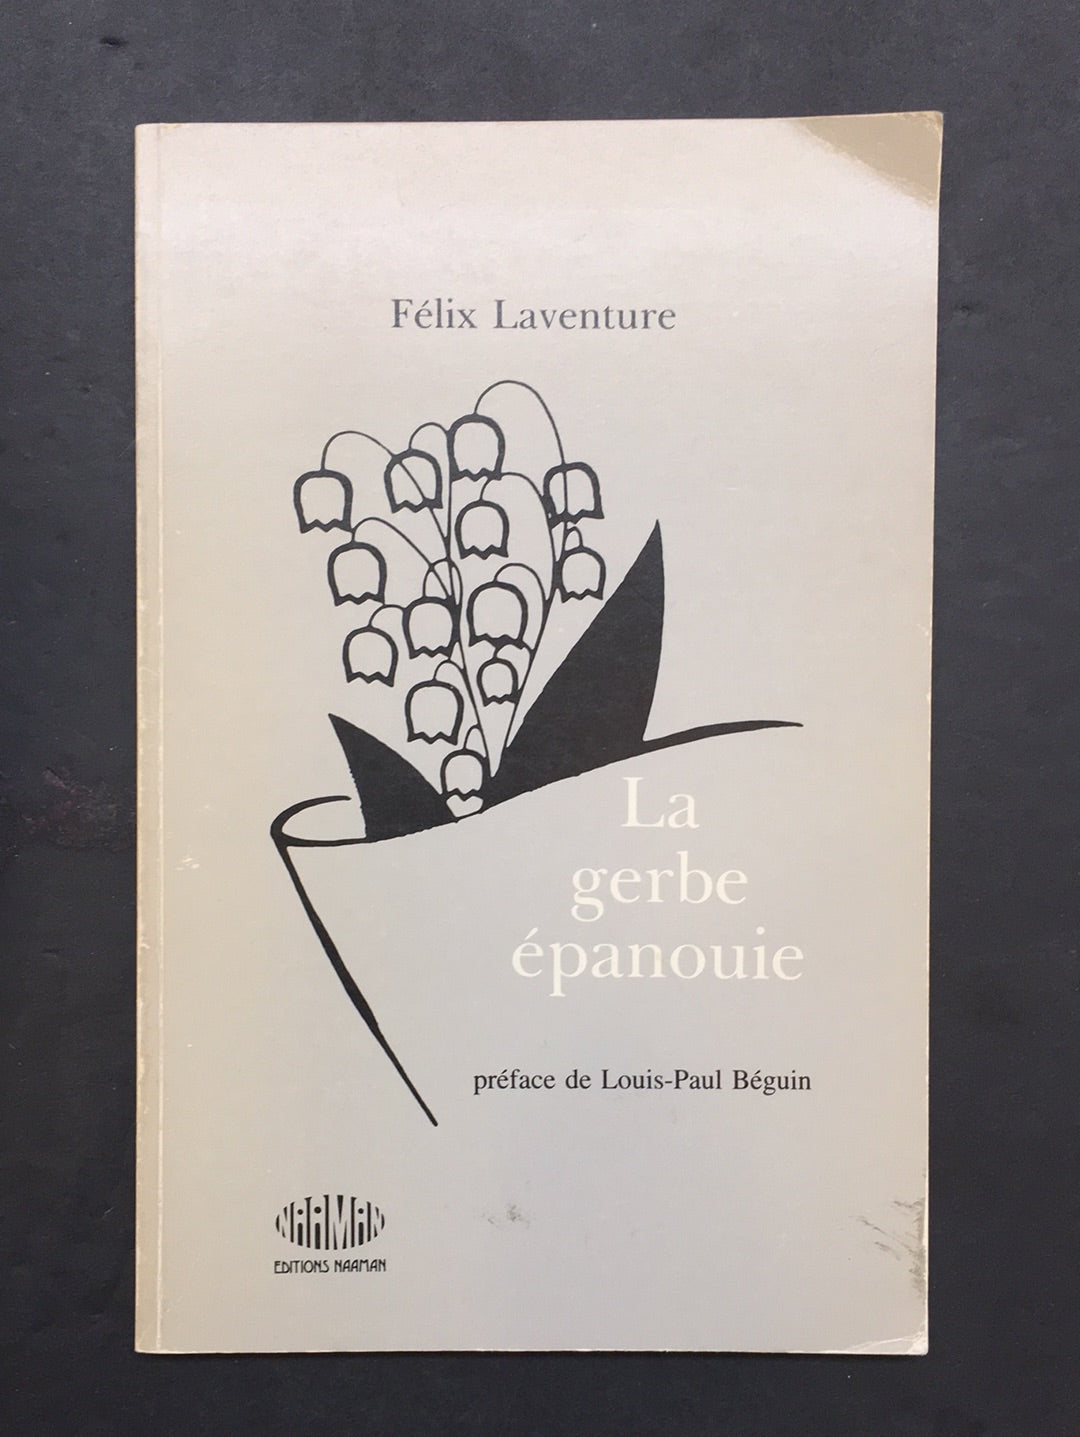 Félix Laventure
La
gerbe
épanouie
préface de Louis-Paul Béguin
NAAMAN
EDITIONS NAAMAN